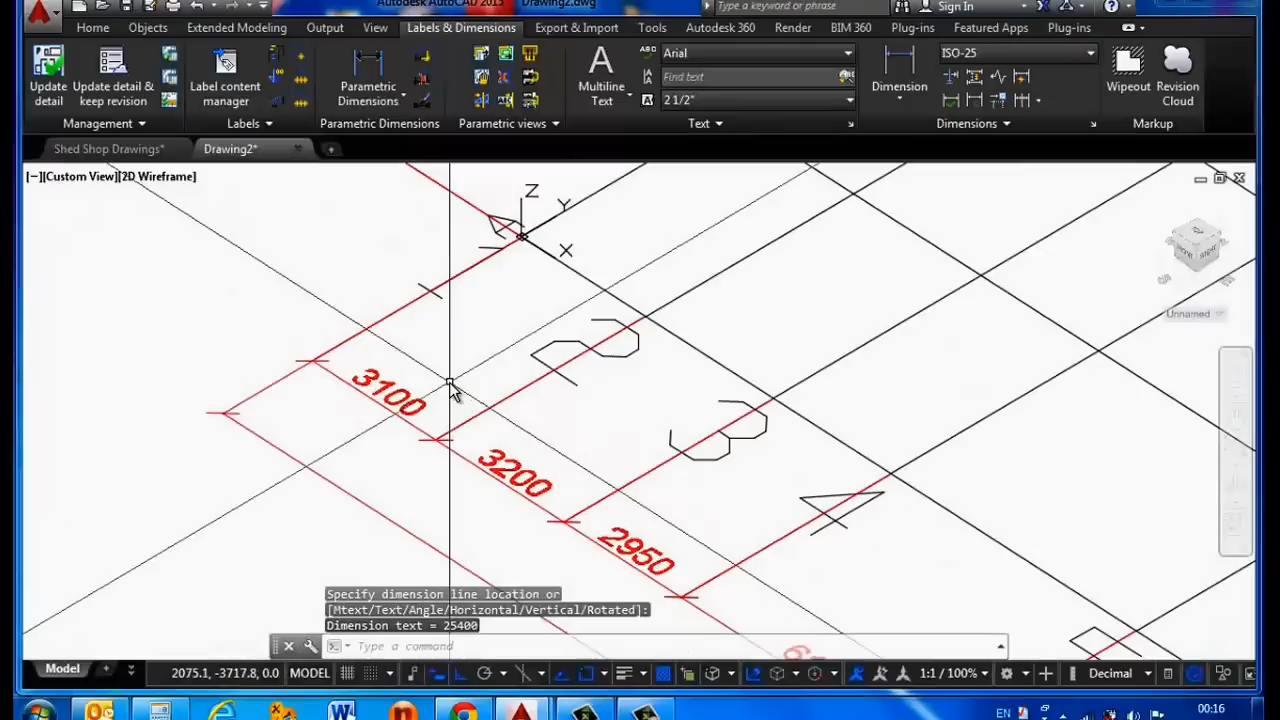 Autodesk AutoCAD 2015 Drawing2.dwg
Type a keyword or phrase
Sign In
Home Objects Extended Modeling Output View Labels & Dimensions Export & Import Tools Autodesk 360 Render BIM 360 Plug-ins Featured Apps Plug-ins
Update detail
Update detail & keep revision
Label content manager
Parametric Dimensions
Multiline Text
ABC
Arial
Find text
2 1/2"
Dimension
ISO-25
Wipeout
Revision Cloud
Management
Labels
Parametric Dimensions
Parametric views
Text
Dimensions
Markup
Shed Shop Drawings*
Drawing2*
[−][Custom View][2D Wireframe]
Z
Y
X
Unnamed
2
3100
3
3200
4
2950
Specify dimension line location or
[Mtext/Text/Angle/Horizontal/Vertical/Rotated]:
Dimension text = 25400
Type a command
Model
2075.1, -3717.8, 0.0 MODEL
1:1 / 100%
Decimal
EN
00:16